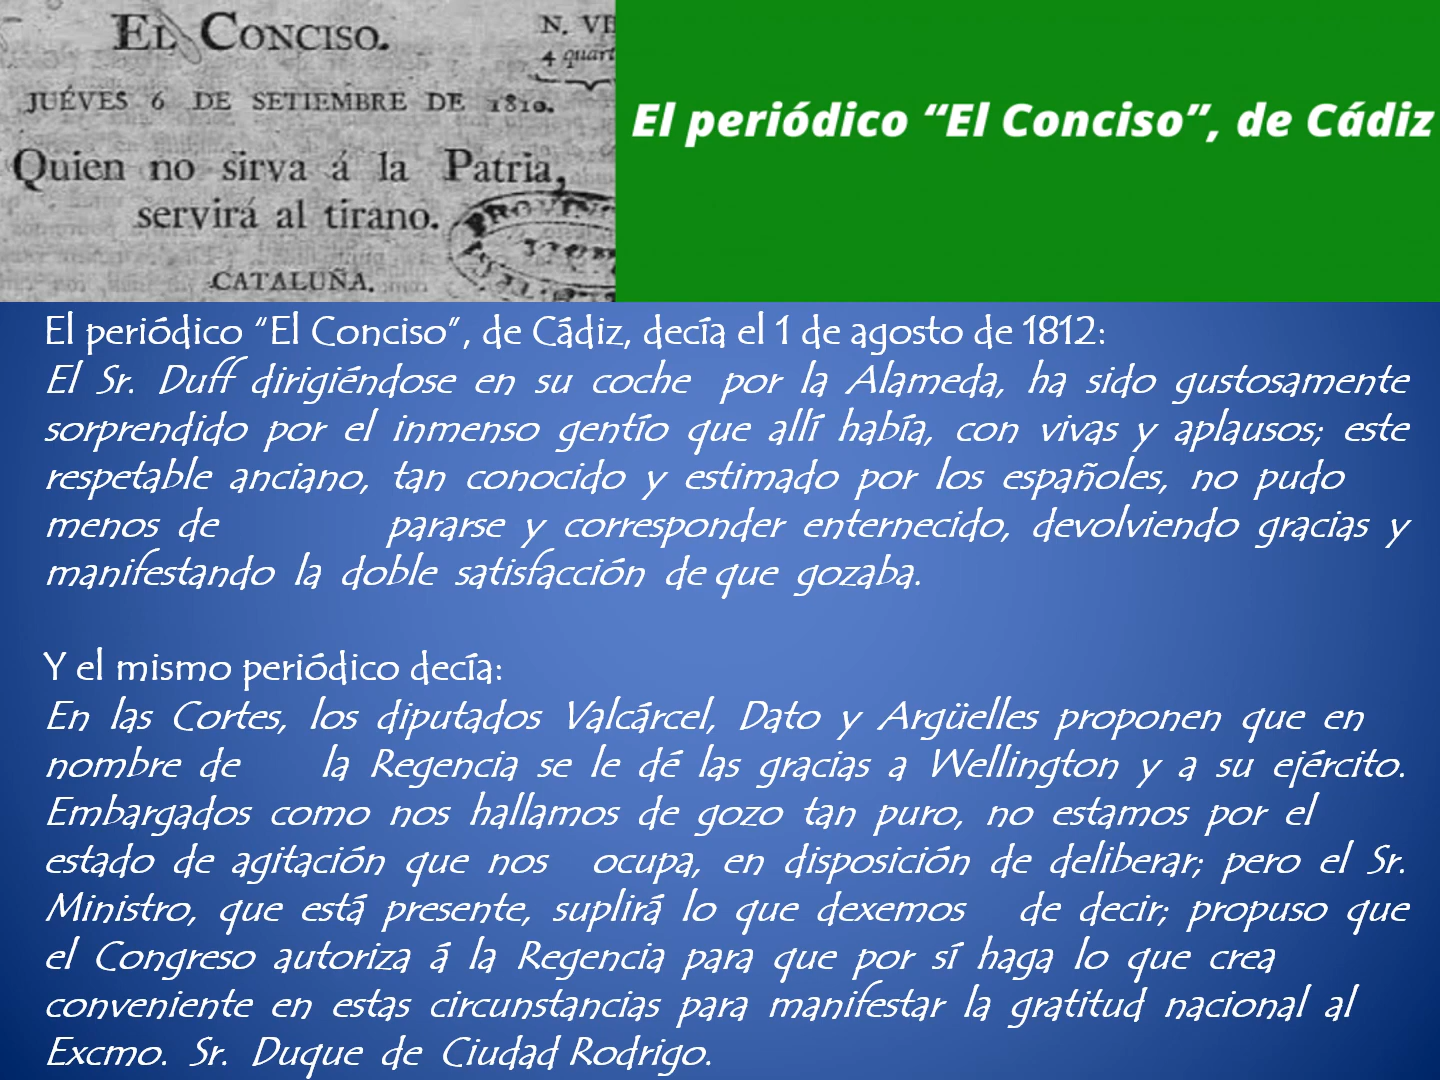 EL CONCISO.
N. VE
4 quart
JUÉVES 6 DE SETIEMBRE DE 1810.
Quien no sirva á la Patria,
servirá al tirano.
PROVINC
CATALUÑA.
El periódico “El Conciso”, de Cádiz
El periódico “El Conciso”, de Cádiz, decía el 1 de agosto de 1812:
El Sr. Duff dirigiéndose en su coche por la Alameda, ha sido gustosamente
sorprendido por el inmenso gentío que allí había, con vivas y aplausos; este
respetable anciano, tan conocido y estimado por los españoles, no pudo
menos de pararse y corresponder enternecido, devolviendo gracias y
manifestando la doble satisfacción de que gozaba.
Y el mismo periódico decía:
En las Cortes, los diputados Valcárcel, Dato y Argüelles proponen que en
nombre de la Regencia se le dé las gracias a Wellington y a su ejército.
Embargados como nos hallamos de gozo tan puro, no estamos por el
estado de agitación que nos ocupa, en disposición de deliberar; pero el Sr.
Ministro, que está presente, suplirá lo que dexemos de decir; propuso que
el Congreso autoriza á la Regencia para que por sí haga lo que crea
conveniente en estas circunstancias para manifestar la gratitud nacional al
Excmo. Sr. Duque de Ciudad Rodrigo.